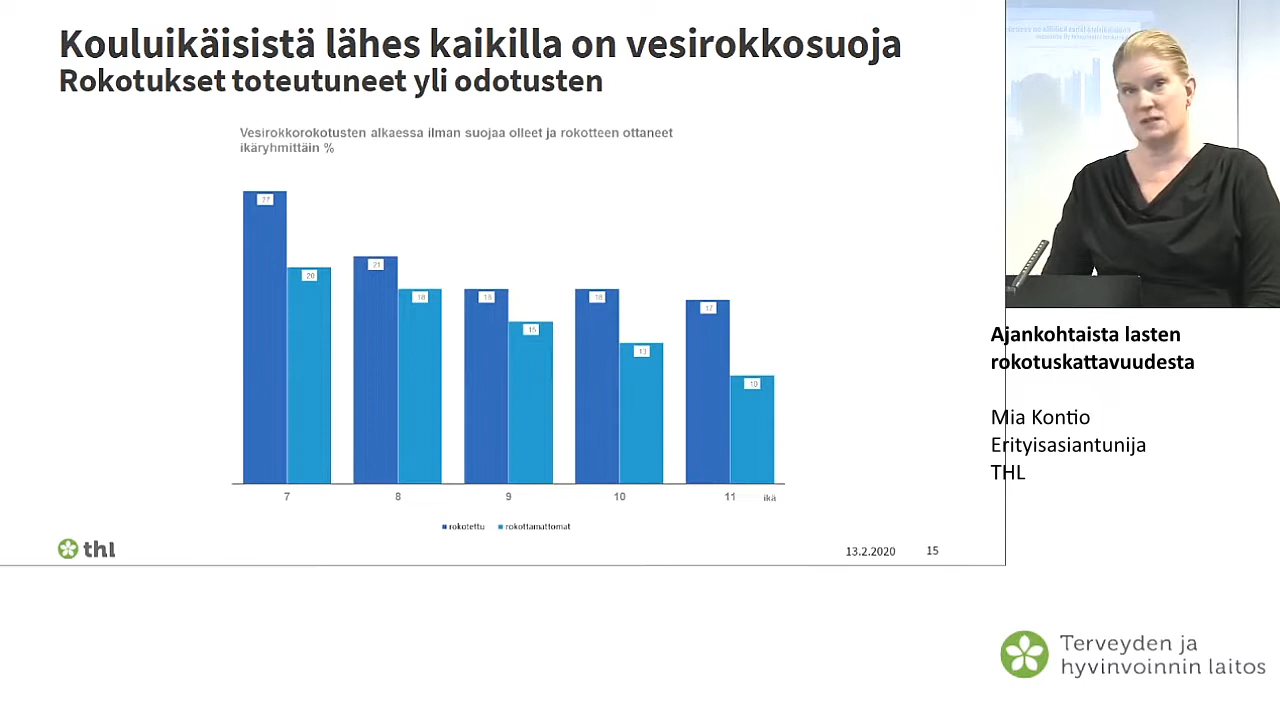 Kouluikäisistä lähes kaikilla on vesirokkosuoja
Rokotukset toteutuneet yli odotusten
Vesirokkorokotusten alkaessa ilman suojaa olleet ja rokotteen ottaneet
ikäryhmittäin %
27
20
21
18
18
15
18
13
17
10
7 8 9 10 11 ikä
rokotettu rokottamattomat
thl
13.2.2020 15
Ajankohtaista lasten
rokotuskattavuudesta
Mia Kontio
Erityisasiantunija
THL
Terveyden ja
hyvinvoinnin laitos